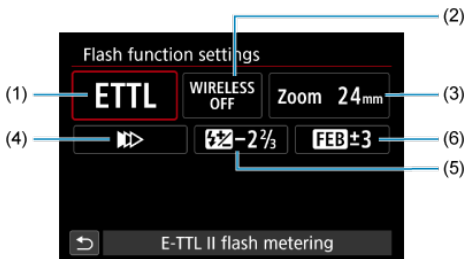 (2)
Flash function settings
(1) ETTL WIRELESS OFF Zoom 24mm (3)
(4) -2⅔ FEB±3 (6)
(5)
E-TTL II flash metering